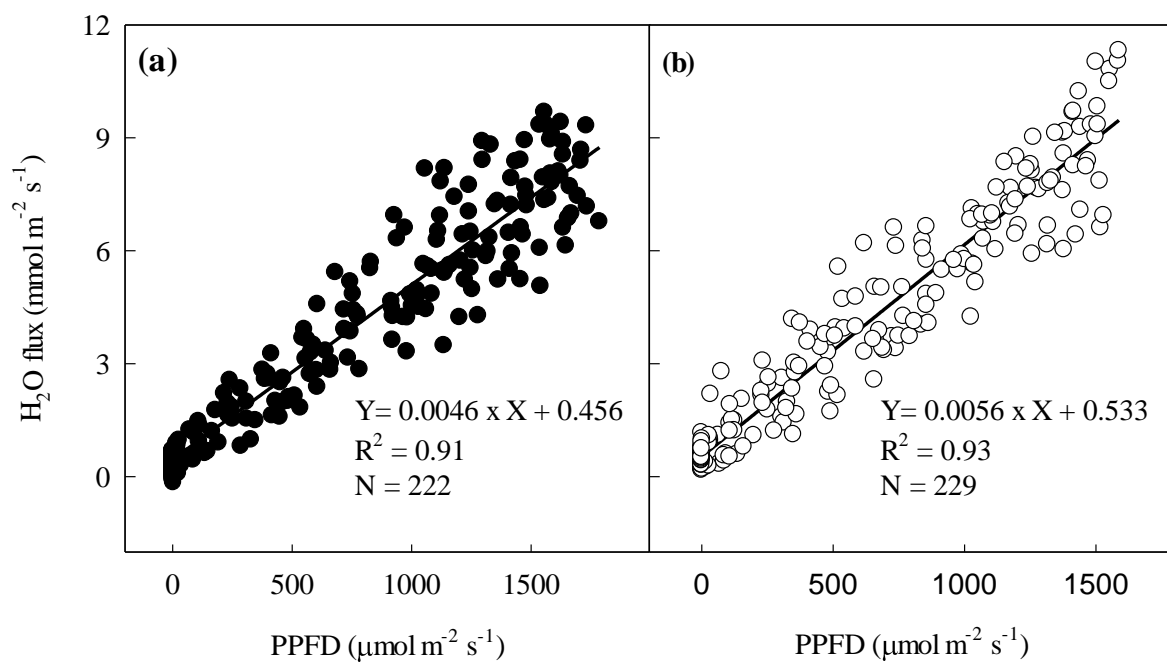 12
9
6
3
0
H₂O flux (mmol m⁻² s⁻¹)
(a)
Y= 0.0046 x X + 0.456
R² = 0.91
N = 222
0 500 1000 1500
PPFD (μmol m⁻² s⁻¹)
(b)
Y= 0.0056 x X + 0.533
R² = 0.93
N = 229
0 500 1000 1500
PPFD (μmol m⁻² s⁻¹)